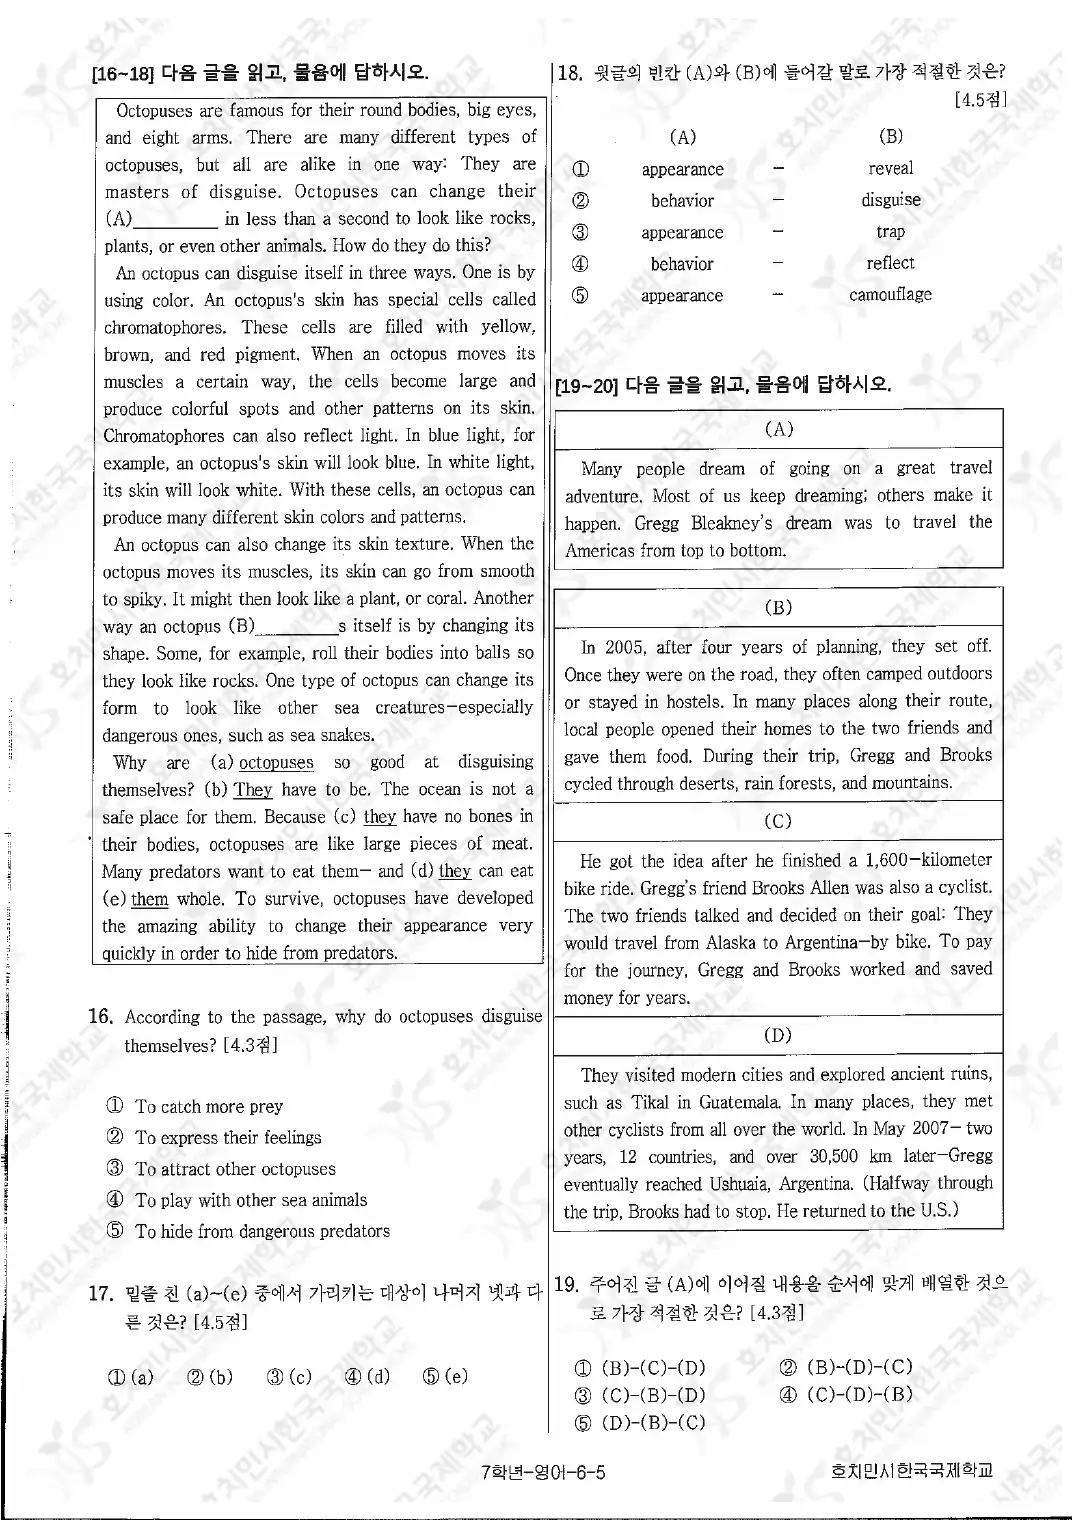 [16~18] 다음 글을 읽고, 물음에 답하시오.
Octopuses are famous for their round bodies, big eyes,
and eight arms. There are many different types of
octopuses, but all are alike in one way: They are
masters of disguise. Octopuses can change their
(A)_________ in less than a second to look like rocks,
plants, or even other animals. How do they do this?
An octopus can disguise itself in three ways. One is by
using color. An octopus's skin has special cells called
chromatophores. These cells are filled with yellow,
brown, and red pigment. When an octopus moves its
muscles a certain way, the cells become large and
produce colorful spots and other patterns on its skin.
Chromatophores can also reflect light. In blue light, for
example, an octopus's skin will look blue. In white light,
its skin will look white. With these cells, an octopus can
produce many different skin colors and patterns.
An octopus can also change its skin texture. When the
octopus moves its muscles, its skin can go from smooth
to spiky. It might then look like a plant, or coral. Another
way an octopus (B)_________s itself is by changing its
shape. Some, for example, roll their bodies into balls so
they look like rocks. One type of octopus can change its
form to look like other sea creatures-especially
dangerous ones, such as sea snakes.
Why are (a) octopuses so good at disguising
themselves? (b) They have to be. The ocean is not a
safe place for them. Because (c) they have no bones in
their bodies, octopuses are like large pieces of meat.
Many predators want to eat them- and (d) they can eat
(e) them whole. To survive, octopuses have developed
the amazing ability to change their appearance very
quickly in order to hide from predators.
16. According to the passage, why do octopuses disguise
themselves? [4.3점]
① To catch more prey
② To express their feelings
③ To attract other octopuses
④ To play with other sea animals
⑤ To hide from dangerous predators
17. 밑줄 친 (a)~(e) 중에서 가리키는 대상이 나머지 넷과 다
른 것은? [4.5점]
① (a) ② (b) ③ (c) ④ (d) ⑤ (e)
18. 윗글의 빈칸 (A)와 (B)에 들어갈 말로 가장 적절한 것은?
[4.5점]
(A) (B)
① appearance - reveal
② behavior - disguise
③ appearance - trap
④ behavior - reflect
⑤ appearance - camouflage
[19~20] 다음 글을 읽고, 물음에 답하시오.
(A)
Many people dream of going on a great travel
adventure. Most of us keep dreaming; others make it
happen. Gregg Bleakney's dream was to travel the
Americas from top to bottom.
(B)
In 2005, after four years of planning, they set off.
Once they were on the road, they often camped outdoors
or stayed in hostels. In many places along their route,
local people opened their homes to the two friends and
gave them food. During their trip, Gregg and Brooks
cycled through deserts, rain forests, and mountains.
(C)
He got the idea after he finished a 1,600-kilometer
bike ride. Gregg's friend Brooks Allen was also a cyclist.
The two friends talked and decided on their goal: They
would travel from Alaska to Argentina-by bike. To pay
for the journey, Gregg and Brooks worked and saved
money for years.
(D)
They visited modern cities and explored ancient ruins,
such as Tikal in Guatemala. In many places, they met
other cyclists from all over the world. In May 2007- two
years, 12 countries, and over 30,500 km later-Gregg
eventually reached Ushuaia, Argentina. (Halfway through
the trip, Brooks had to stop. He returned to the U.S.)
19. 주어진 글 (A)에 이어질 내용을 순서에 맞게 배열한 것으
로 가장 적절한 것은? [4.3점]
① (B)-(C)-(D) ② (B)-(D)-(C)
③ (C)-(B)-(D) ④ (C)-(D)-(B)
⑤ (D)-(B)-(C)
7학년-영어-6-5
호치민시한국국제학교